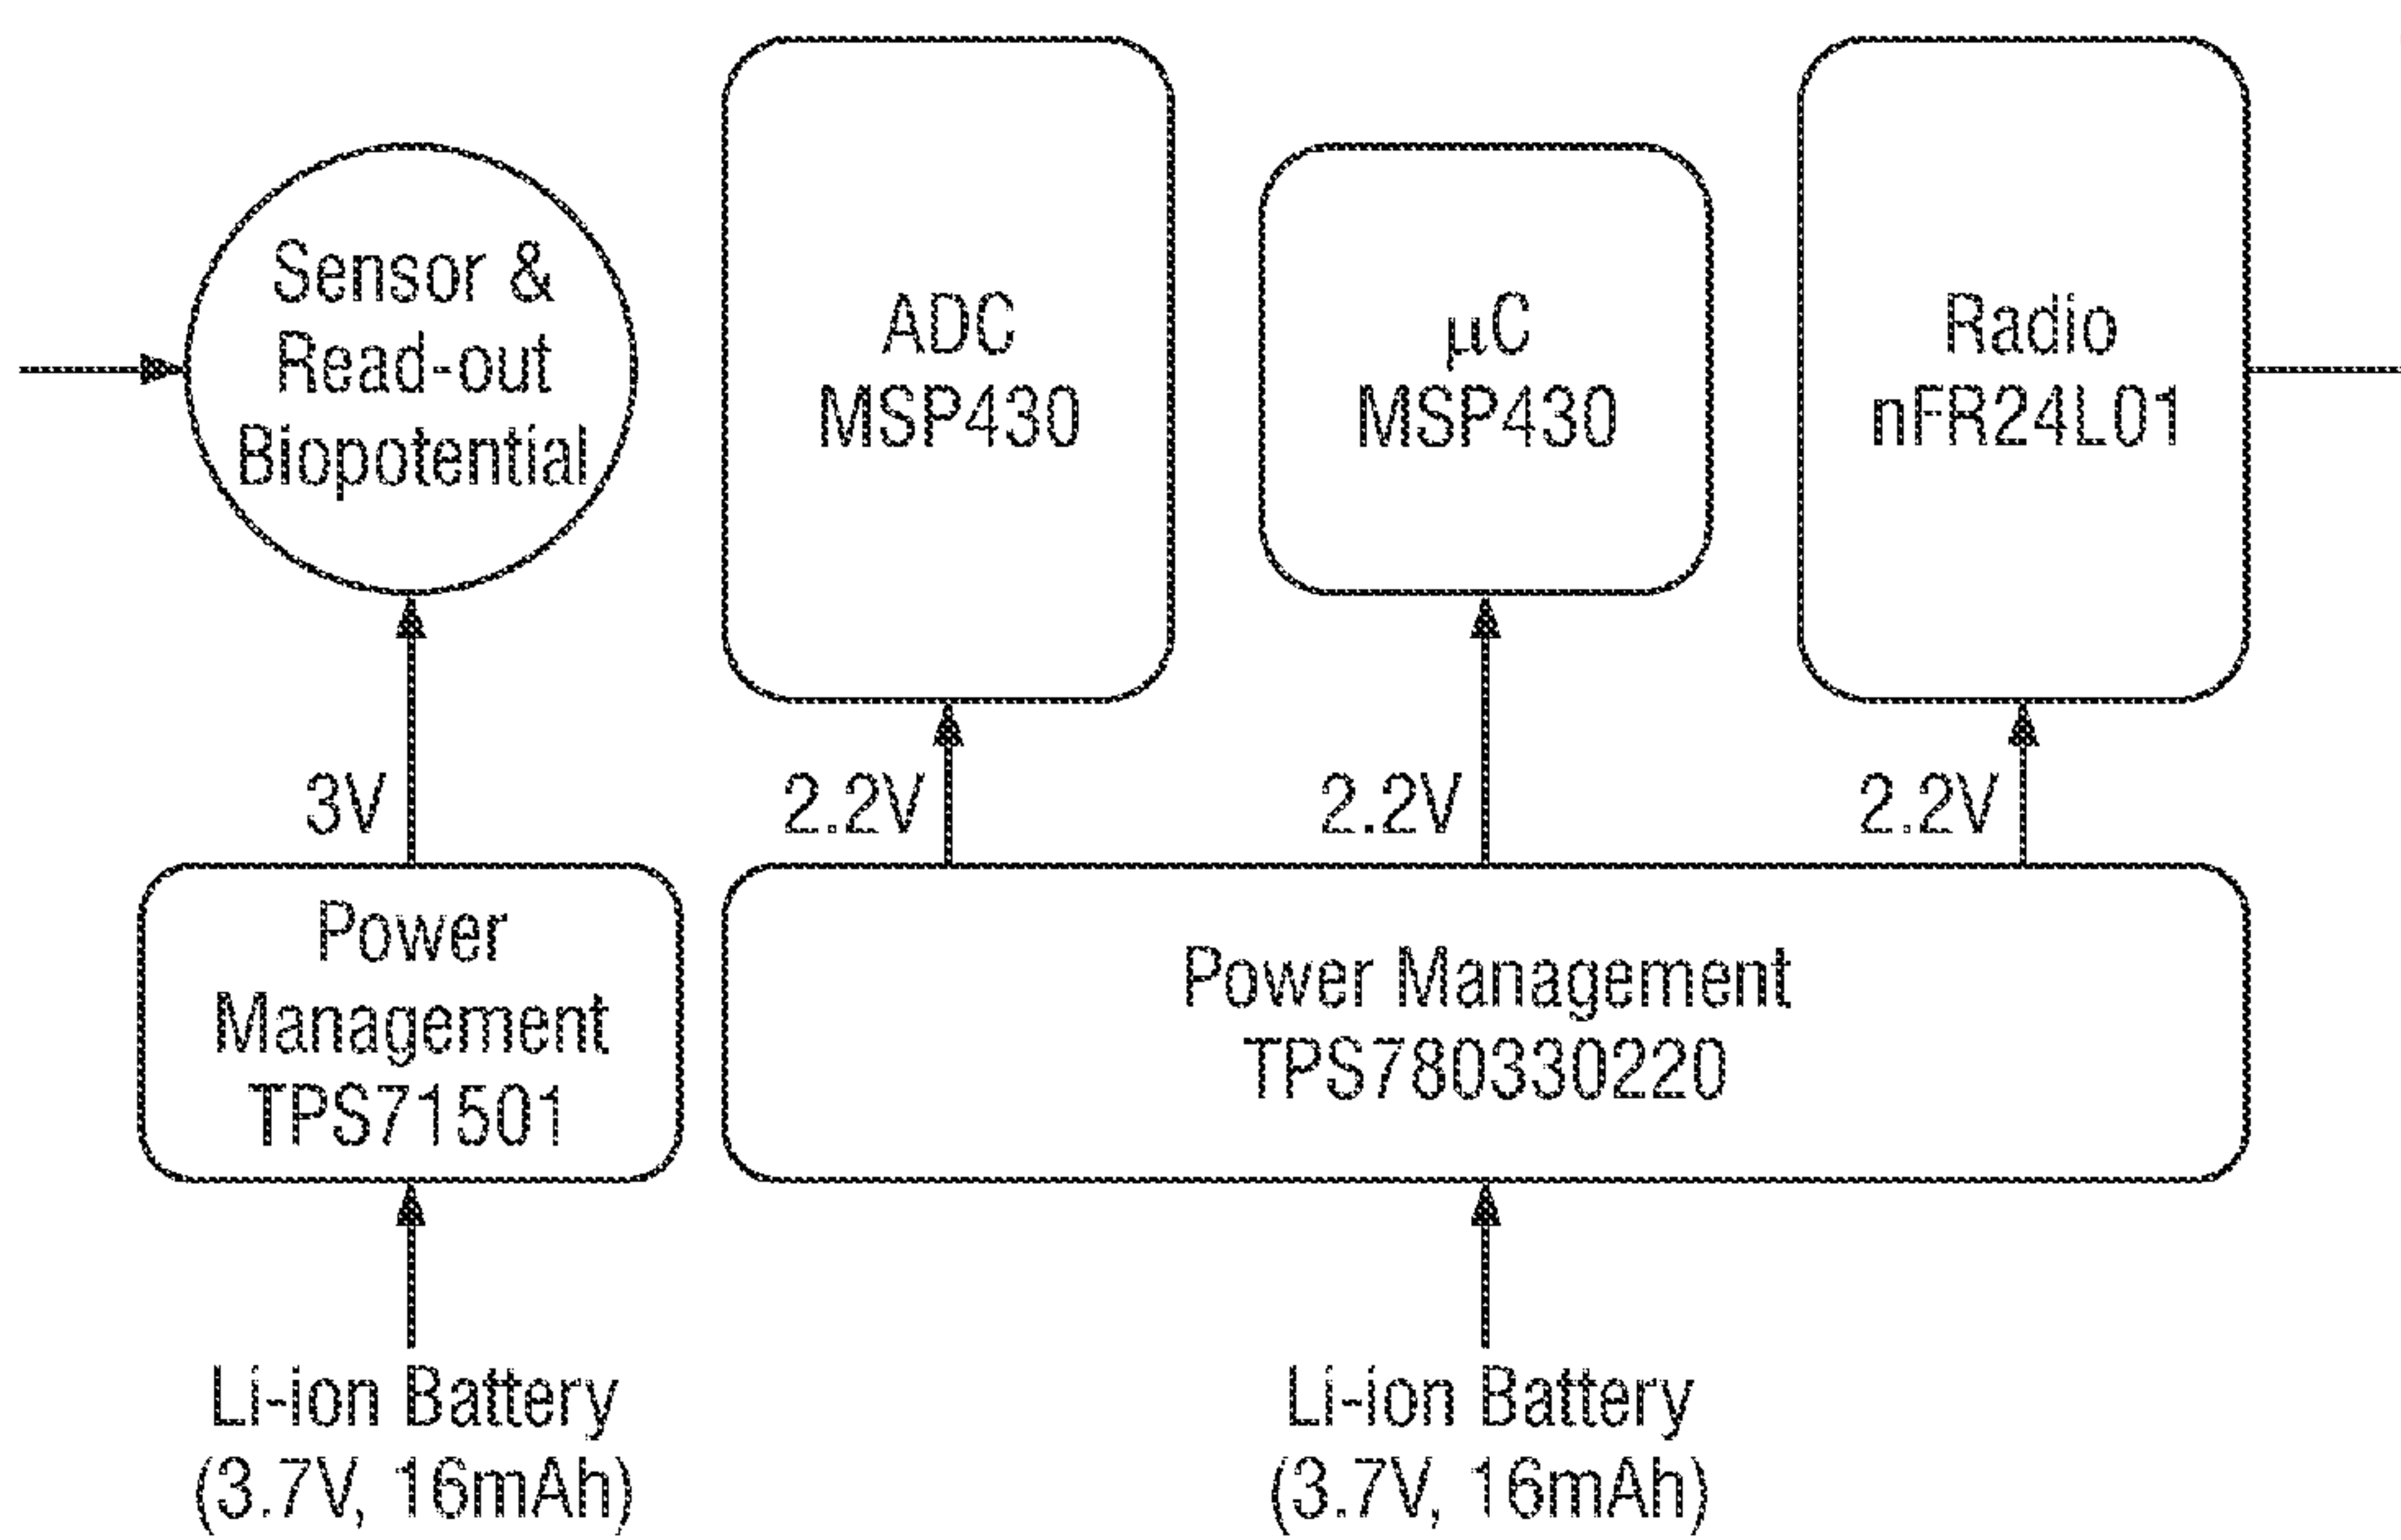 Sensor &
Read-out
Biopotential
ADC
MSP430
μC
MSP430
Radio
nFR24L01
3V
2.2V
2.2V
2.2V
Power
Management
TPS71501
Power Management
TPS780330220
Li-ion Battery
(3.7V, 16mAh)
Li-ion Battery
(3.7V, 16mAh)